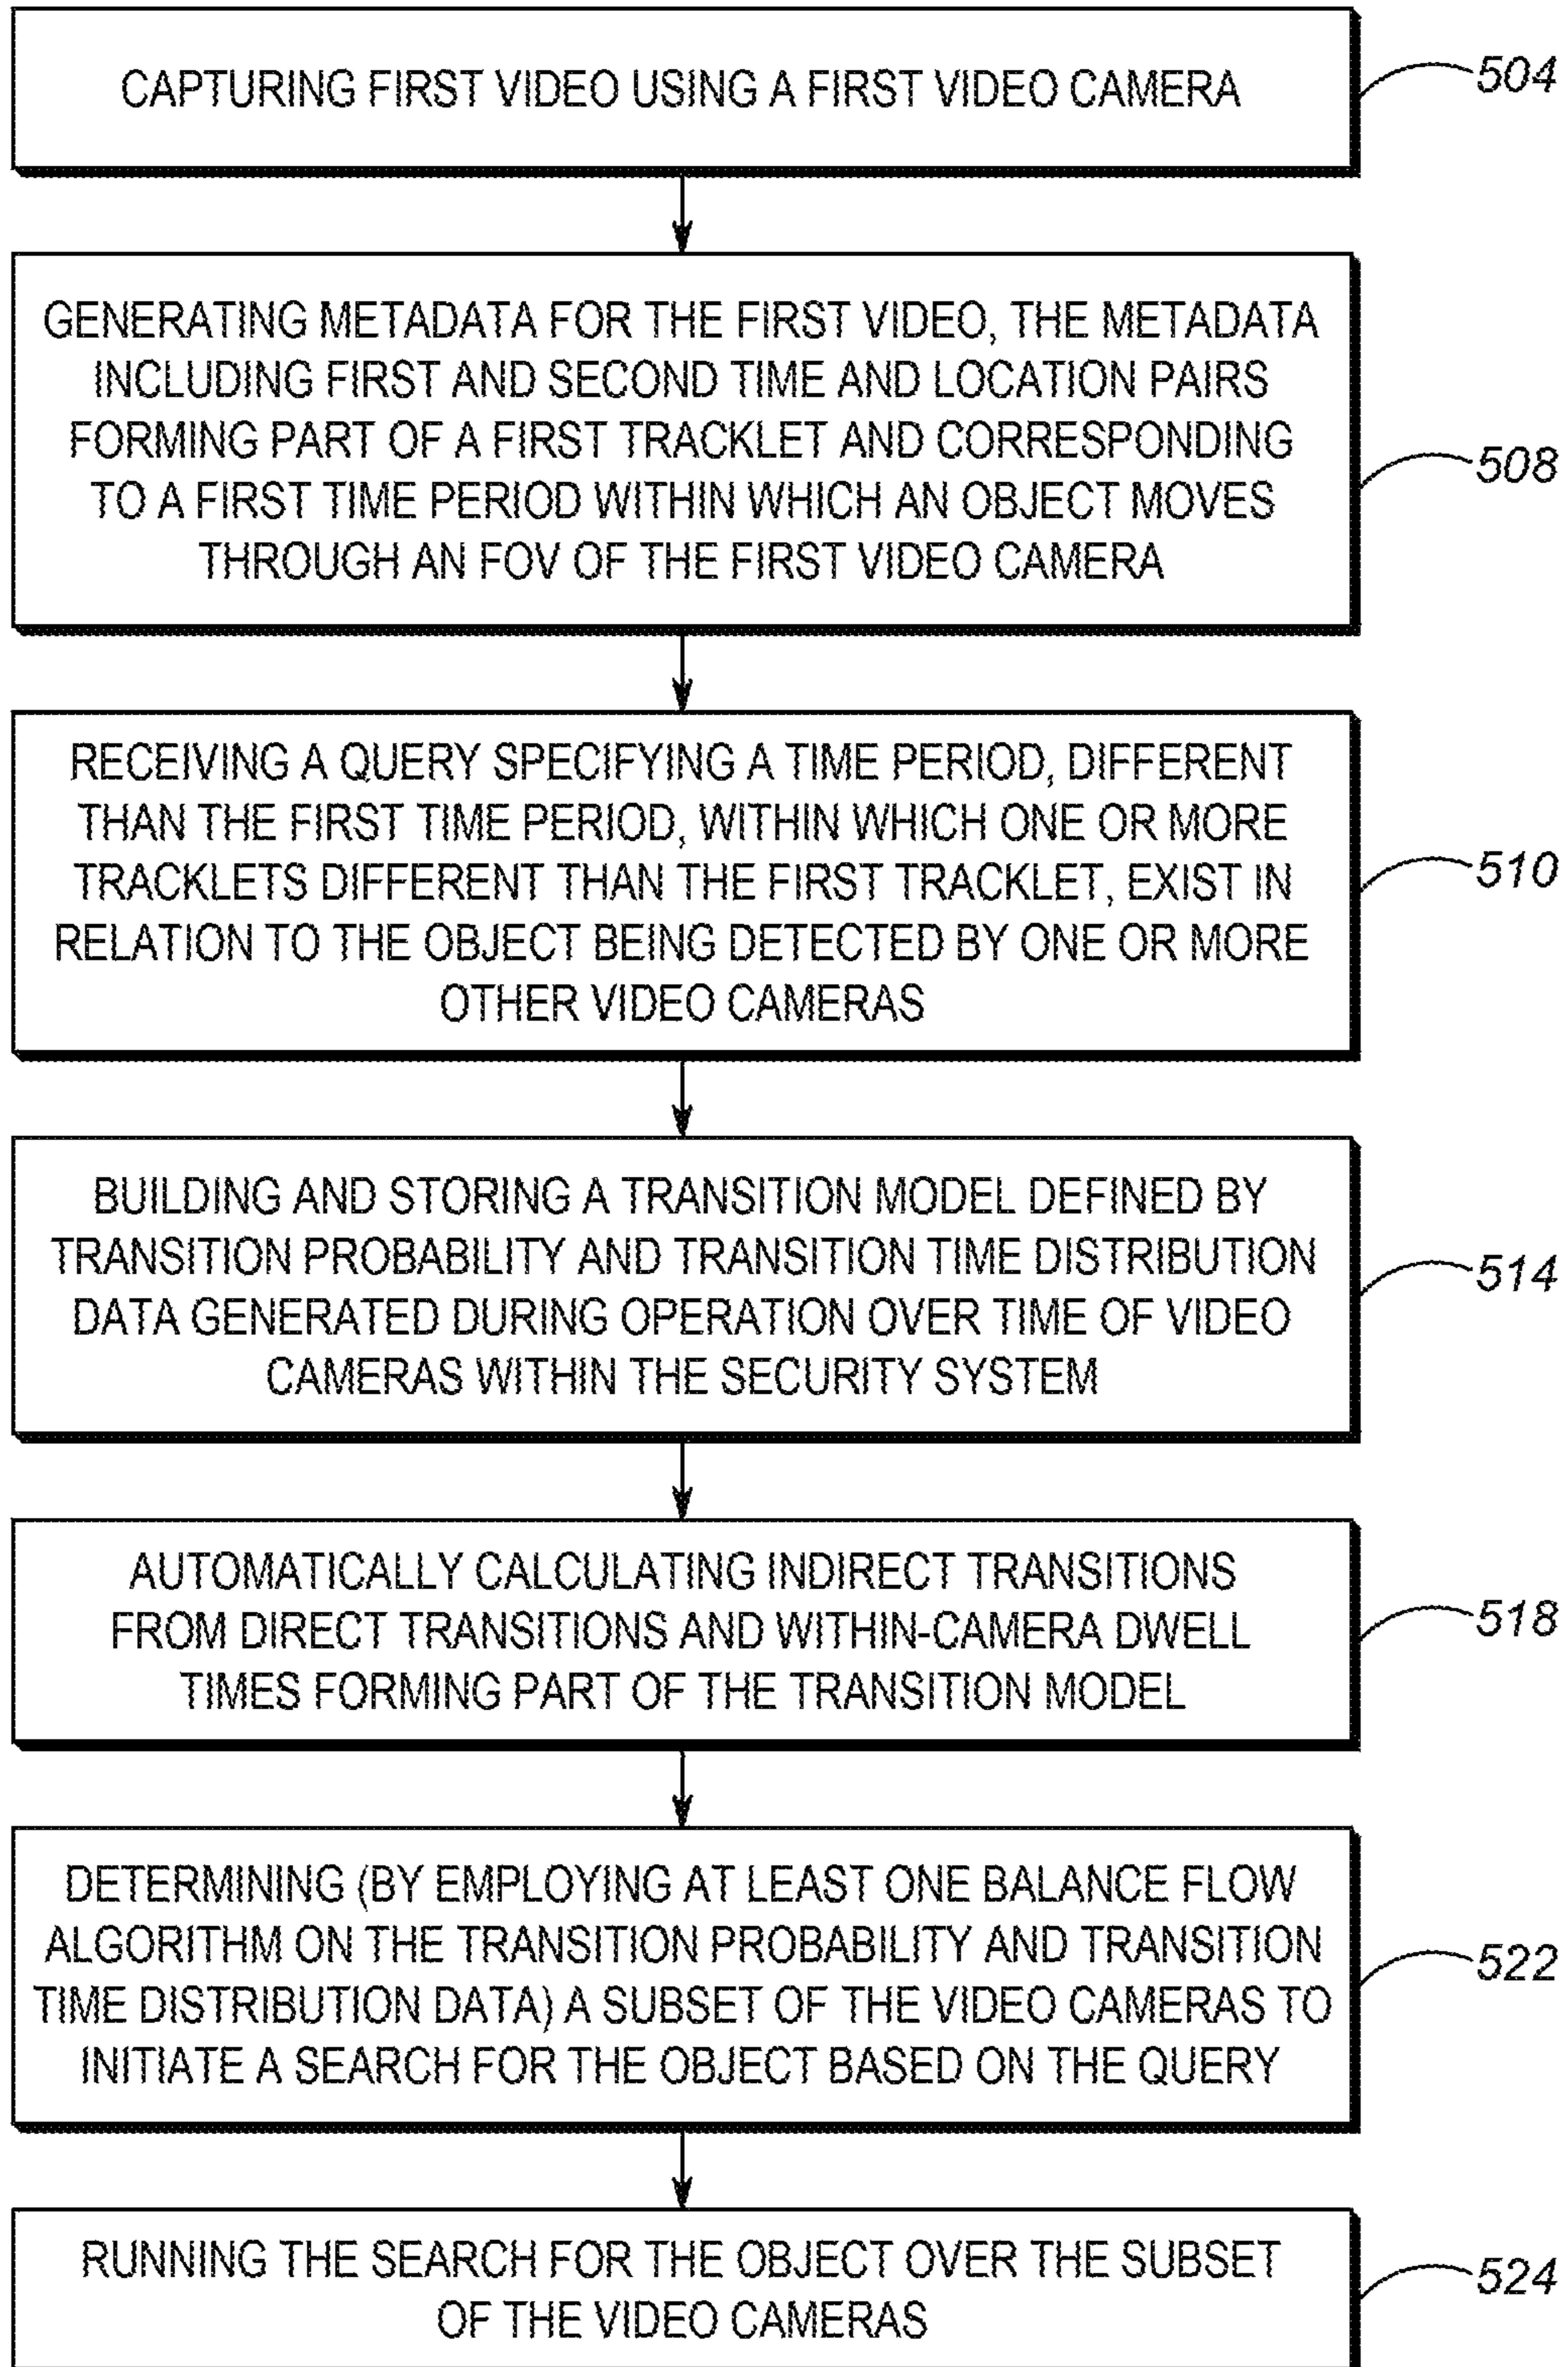 CAPTURING FIRST VIDEO USING A FIRST VIDEO CAMERA
504
GENERATING METADATA FOR THE FIRST VIDEO, THE METADATA
INCLUDING FIRST AND SECOND TIME AND LOCATION PAIRS
FORMING PART OF A FIRST TRACKLET AND CORRESPONDING
TO A FIRST TIME PERIOD WITHIN WHICH AN OBJECT MOVES
THROUGH AN FOV OF THE FIRST VIDEO CAMERA
508
RECEIVING A QUERY SPECIFYING A TIME PERIOD, DIFFERENT
THAN THE FIRST TIME PERIOD, WITHIN WHICH ONE OR MORE
TRACKLETS DIFFERENT THAN THE FIRST TRACKLET, EXIST IN
RELATION TO THE OBJECT BEING DETECTED BY ONE OR MORE
OTHER VIDEO CAMERAS
510
BUILDING AND STORING A TRANSITION MODEL DEFINED BY
TRANSITION PROBABILITY AND TRANSITION TIME DISTRIBUTION
DATA GENERATED DURING OPERATION OVER TIME OF VIDEO
CAMERAS WITHIN THE SECURITY SYSTEM
514
AUTOMATICALLY CALCULATING INDIRECT TRANSITIONS
FROM DIRECT TRANSITIONS AND WITHIN-CAMERA DWELL
TIMES FORMING PART OF THE TRANSITION MODEL
518
DETERMINING (BY EMPLOYING AT LEAST ONE BALANCE FLOW
ALGORITHM ON THE TRANSITION PROBABILITY AND TRANSITION
TIME DISTRIBUTION DATA) A SUBSET OF THE VIDEO CAMERAS TO
INITIATE A SEARCH FOR THE OBJECT BASED ON THE QUERY
522
RUNNING THE SEARCH FOR THE OBJECT OVER THE SUBSET
OF THE VIDEO CAMERAS
524